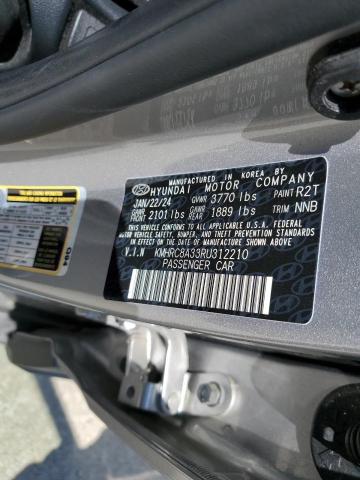 MANUFACTURED IN KOREA BY
HYUNDAI MOTOR COMPANY
JAN/22/24 GVWR 3770 lbs PAINT R2T
GAWR FRONT 2101 lbs GAWR REAR 1889 lbs TRIM NNB
THIS VEHICLE CONFORMS TO ALL APPLICABLE U.S.A FEDERAL
MOTOR VEHICLE SAFETY, BUMPER, AND THEFT PREVENTION
STANDARDS IN EFFECT ON THE DATE OF MANUFACTURE SHOWN ABOVE.
V.I.N KMHRC8A33RU312210
PASSENGER CAR